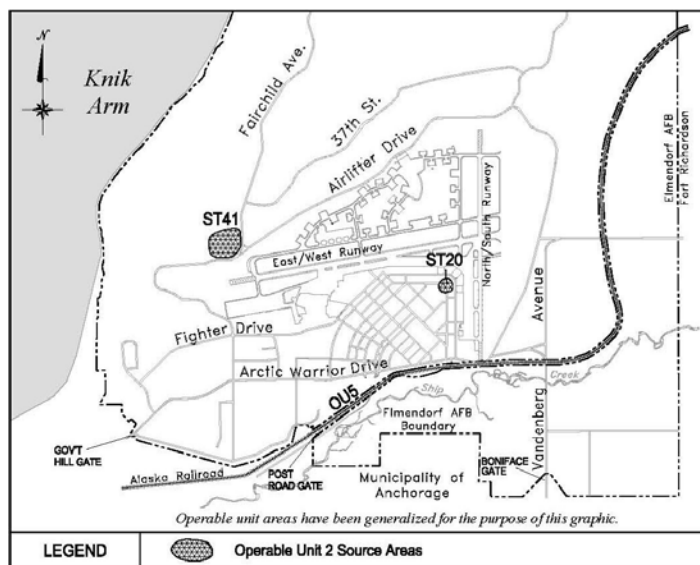 N
Knik
Arm
Fairchild Ave.
37th St.
Airlifter Drive
Elmendorf AFB
Fort Richardson
ST41
East/West Runway
North/South Runway
ST20
Fighter Drive
Avenue
Arctic Warrior Drive
OU5
Ship
Creek
Elmendorf AFB
Boundary
Vandenberg
GOV'T
HILL GATE
POST
ROAD GATE
BONIFACE
GATE
Alaska Railroad
Municipality of
Anchorage
Operable unit areas have been generalized for the purpose of this graphic.
LEGEND
Operable Unit 2 Source Areas